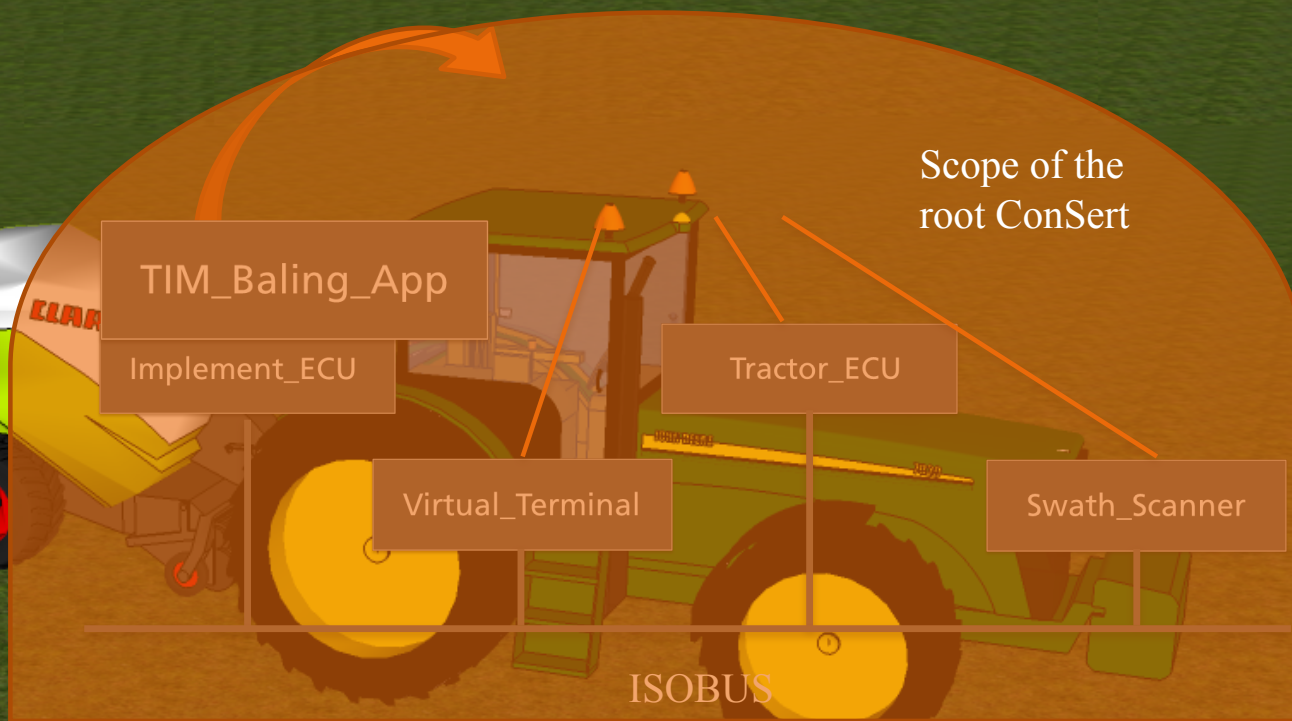 Scope of the
root ConSert
TIM_Baling_App
Implement_ECU
Tractor_ECU
Virtual_Terminal
Swath_Scanner
ISOBUS